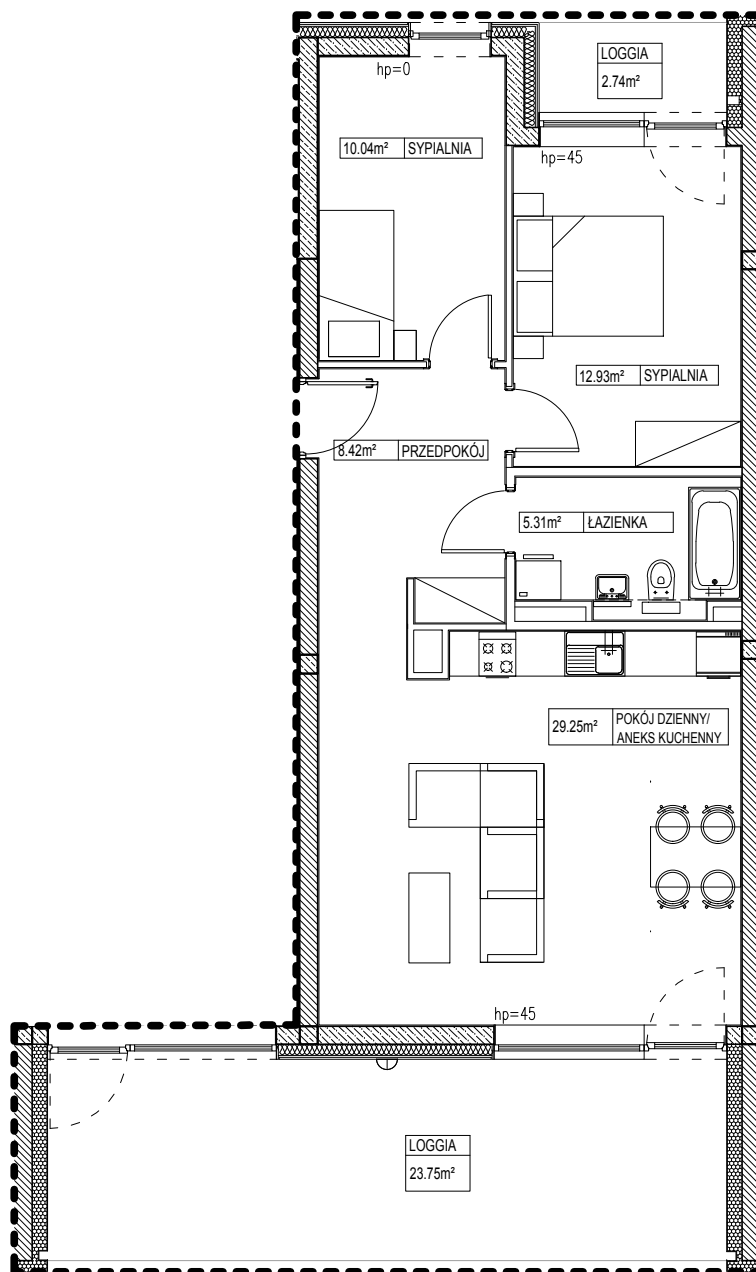 LOGGIA
2.74m²
hp=0
10.04m² SYPIALNIA
hp=45
12.93m² SYPIALNIA
8.42m² PRZEDPOKÓJ
5.31m² ŁAZIENKA
29.25m² POKÓJ DZIENNY/
ANEKS KUCHENNY
hp=45
LOGGIA
23.75m²